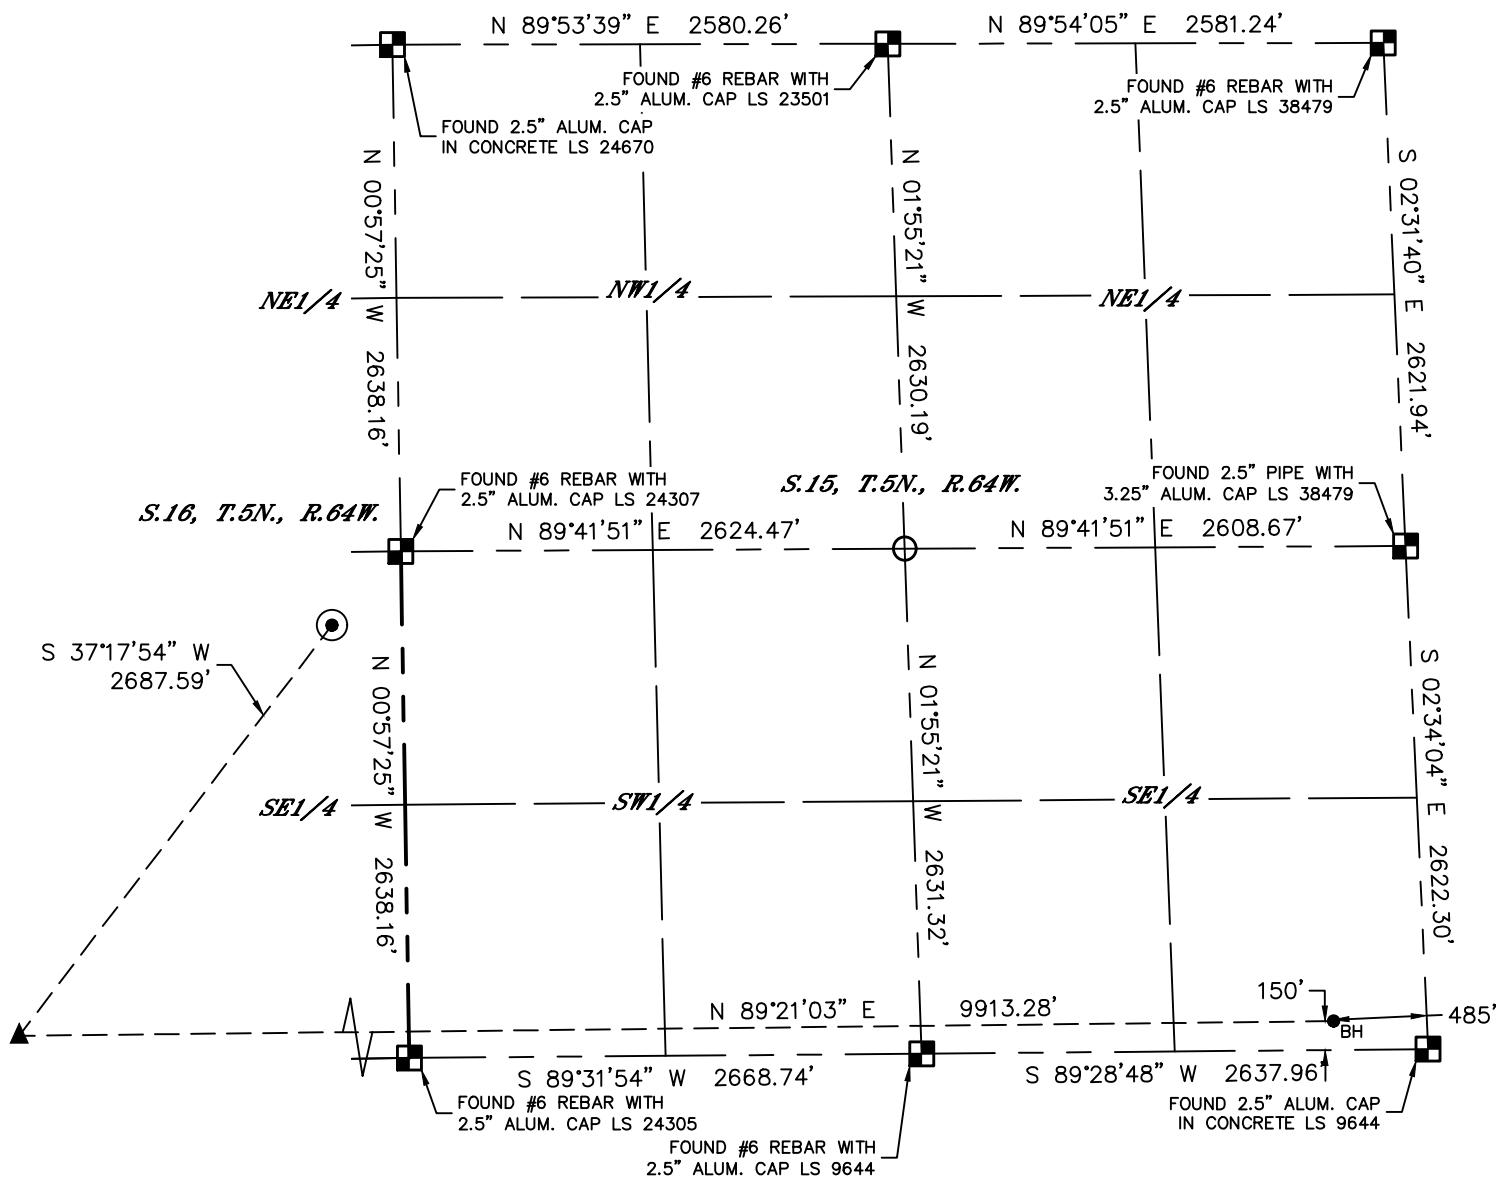 N 89°53'39" E 2580.26'
N 89°54'05" E 2581.24'
FOUND #6 REBAR WITH
2.5" ALUM. CAP LS 23501
FOUND #6 REBAR WITH
2.5" ALUM. CAP LS 38479
FOUND 2.5" ALUM. CAP
IN CONCRETE LS 24670
N 00°57'25" W 2638.16'
N 01°55'21" W 2630.19'
S 02°31'40" E 2621.94'
NE1/4
NW1/4
NE1/4
FOUND #6 REBAR WITH
2.5" ALUM. CAP LS 24307
S.15, T.5N., R.64W.
FOUND 2.5" PIPE WITH
3.25" ALUM. CAP LS 38479
S.16, T.5N., R.64W.
N 89°41'51" E 2624.47'
N 89°41'51" E 2608.67'
S 37°17'54" W
2687.59'
N 00°57'25" W 2638.16'
N 01°55'21" W 2631.32'
S 02°34'04" E 2622.30'
SE1/4
SW1/4
SE1/4
150'
N 89°21'03" E 9913.28'
485'
BH
S 89°31'54" W 2668.74'
S 89°28'48" W 2637.96'
FOUND #6 REBAR WITH
2.5" ALUM. CAP LS 24305
FOUND 2.5" ALUM. CAP
IN CONCRETE LS 9644
FOUND #6 REBAR WITH
2.5" ALUM. CAP LS 9644